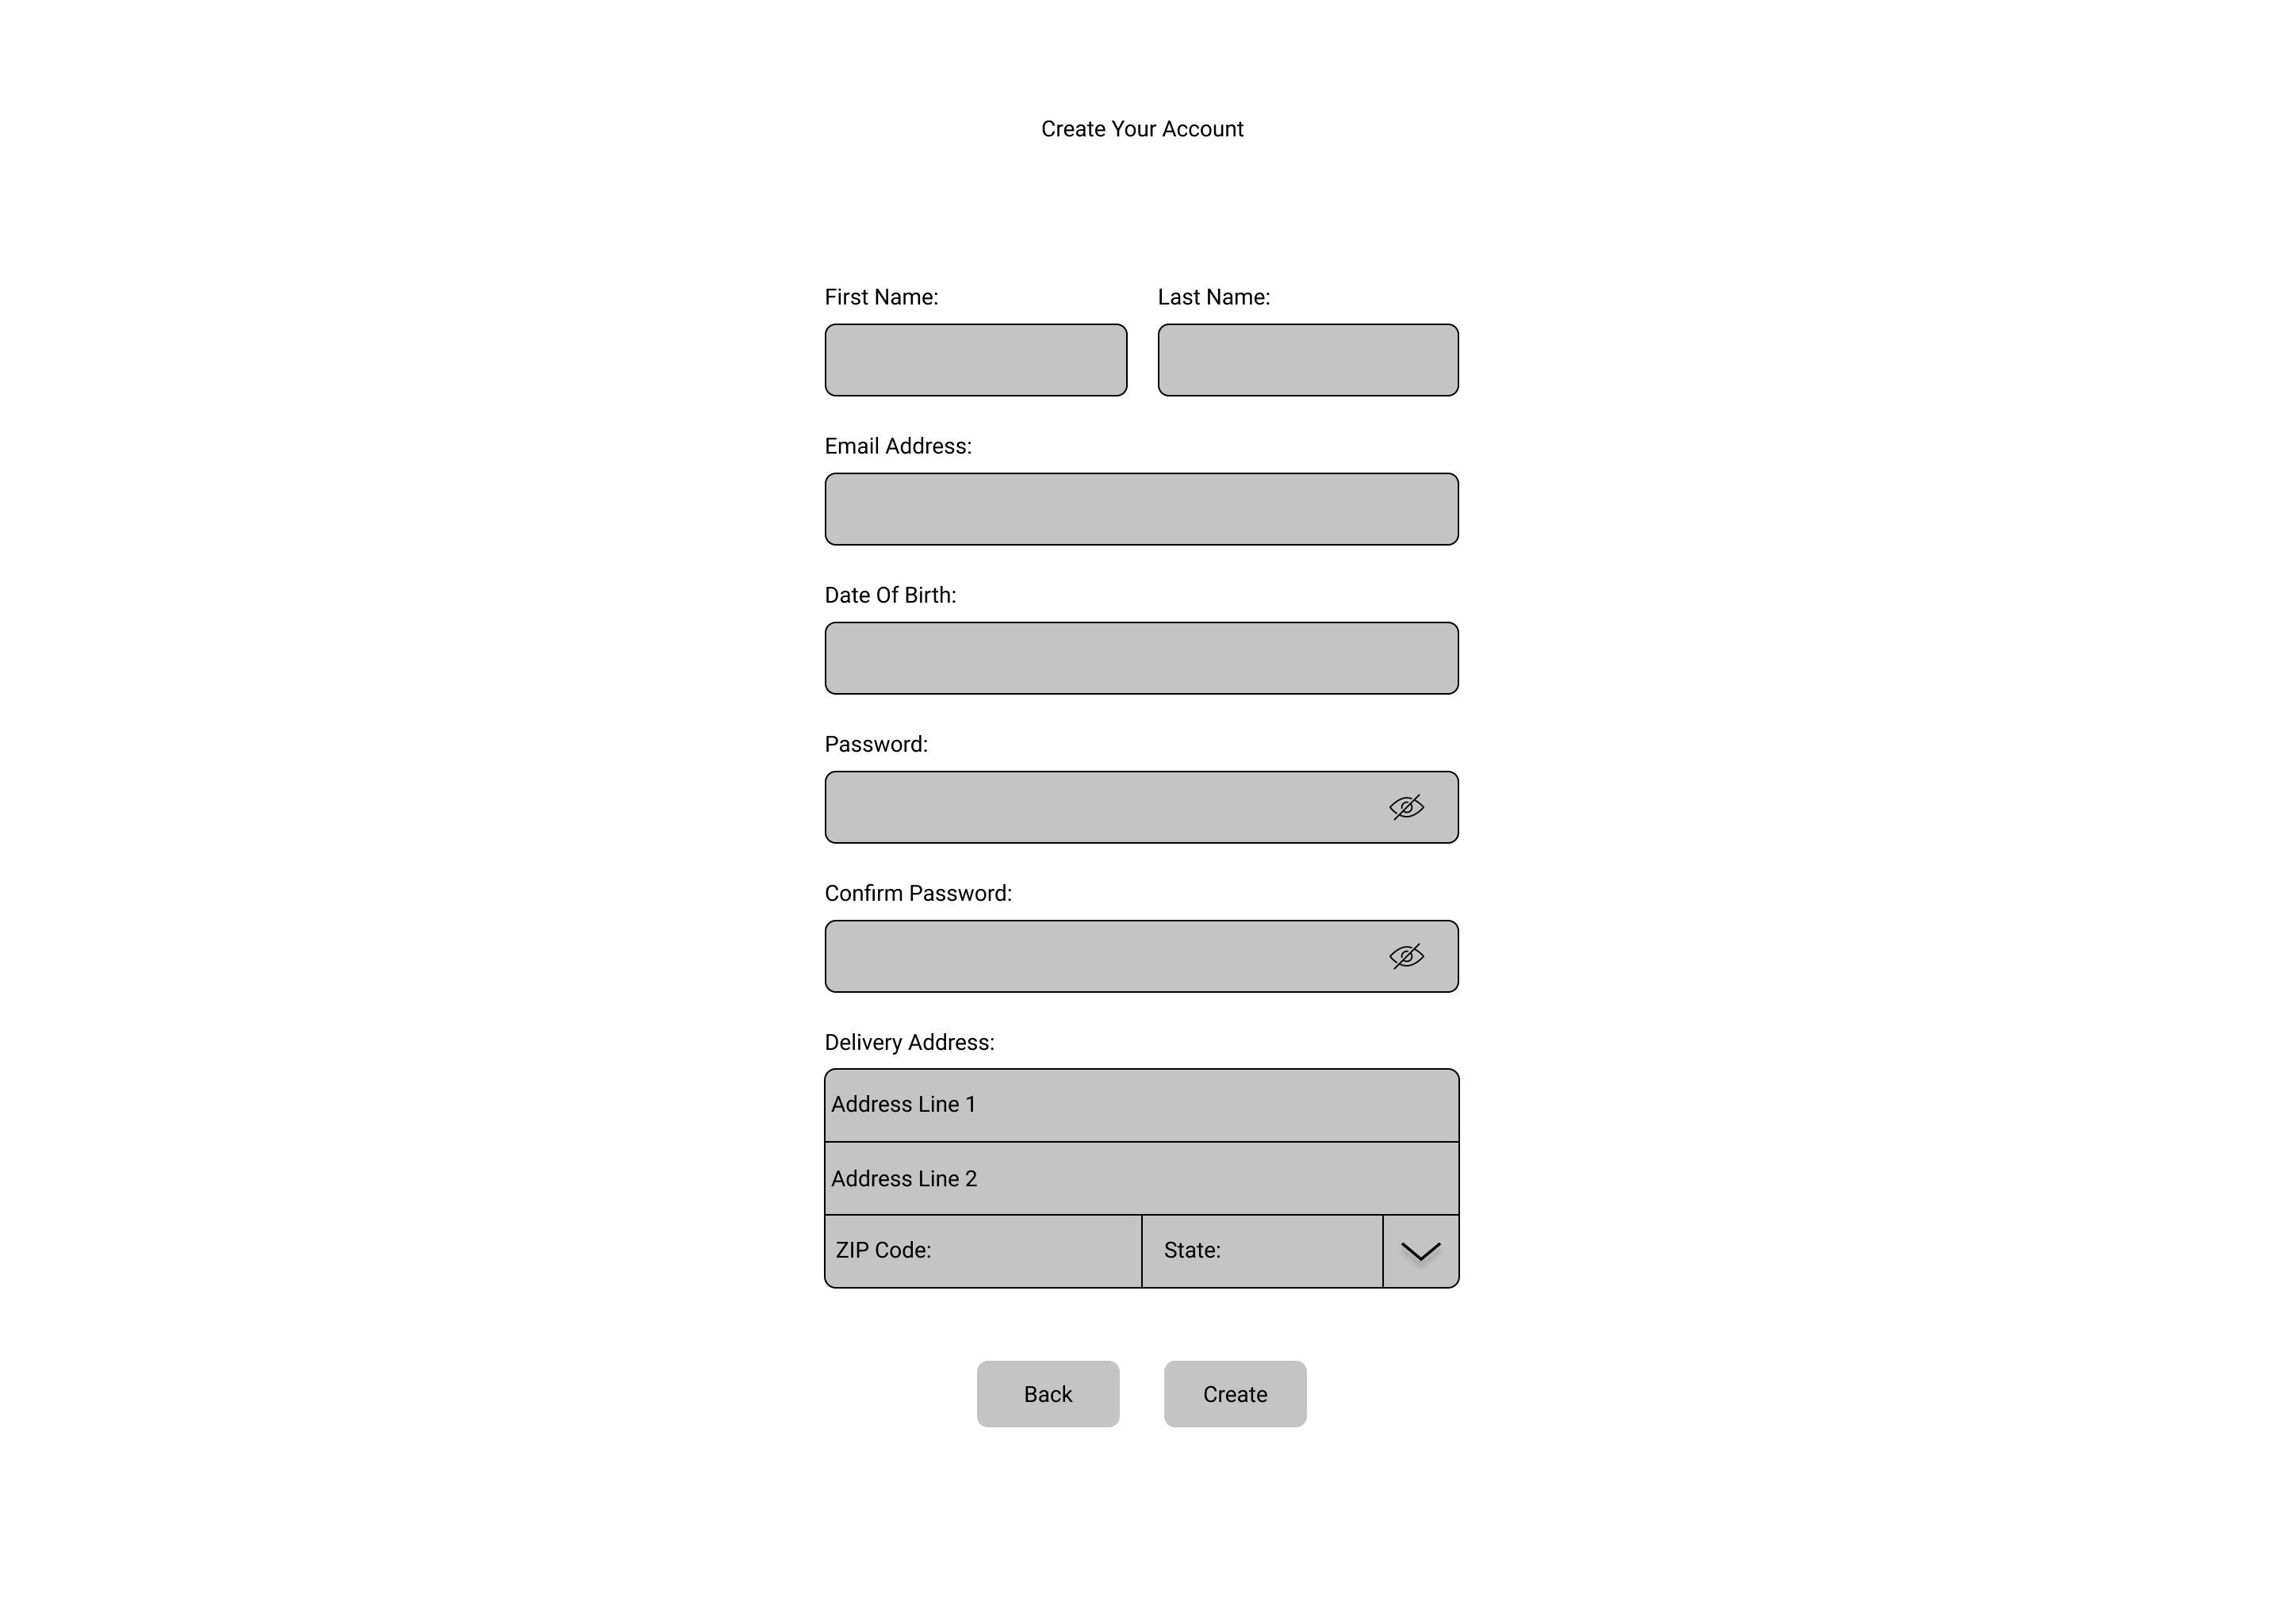 Create Your Account
First Name:
Last Name:
Email Address:
Date Of Birth:
Password:
Confirm Password:
Delivery Address:
Address Line 1
Address Line 2
ZIP Code:
State:
Back
Create